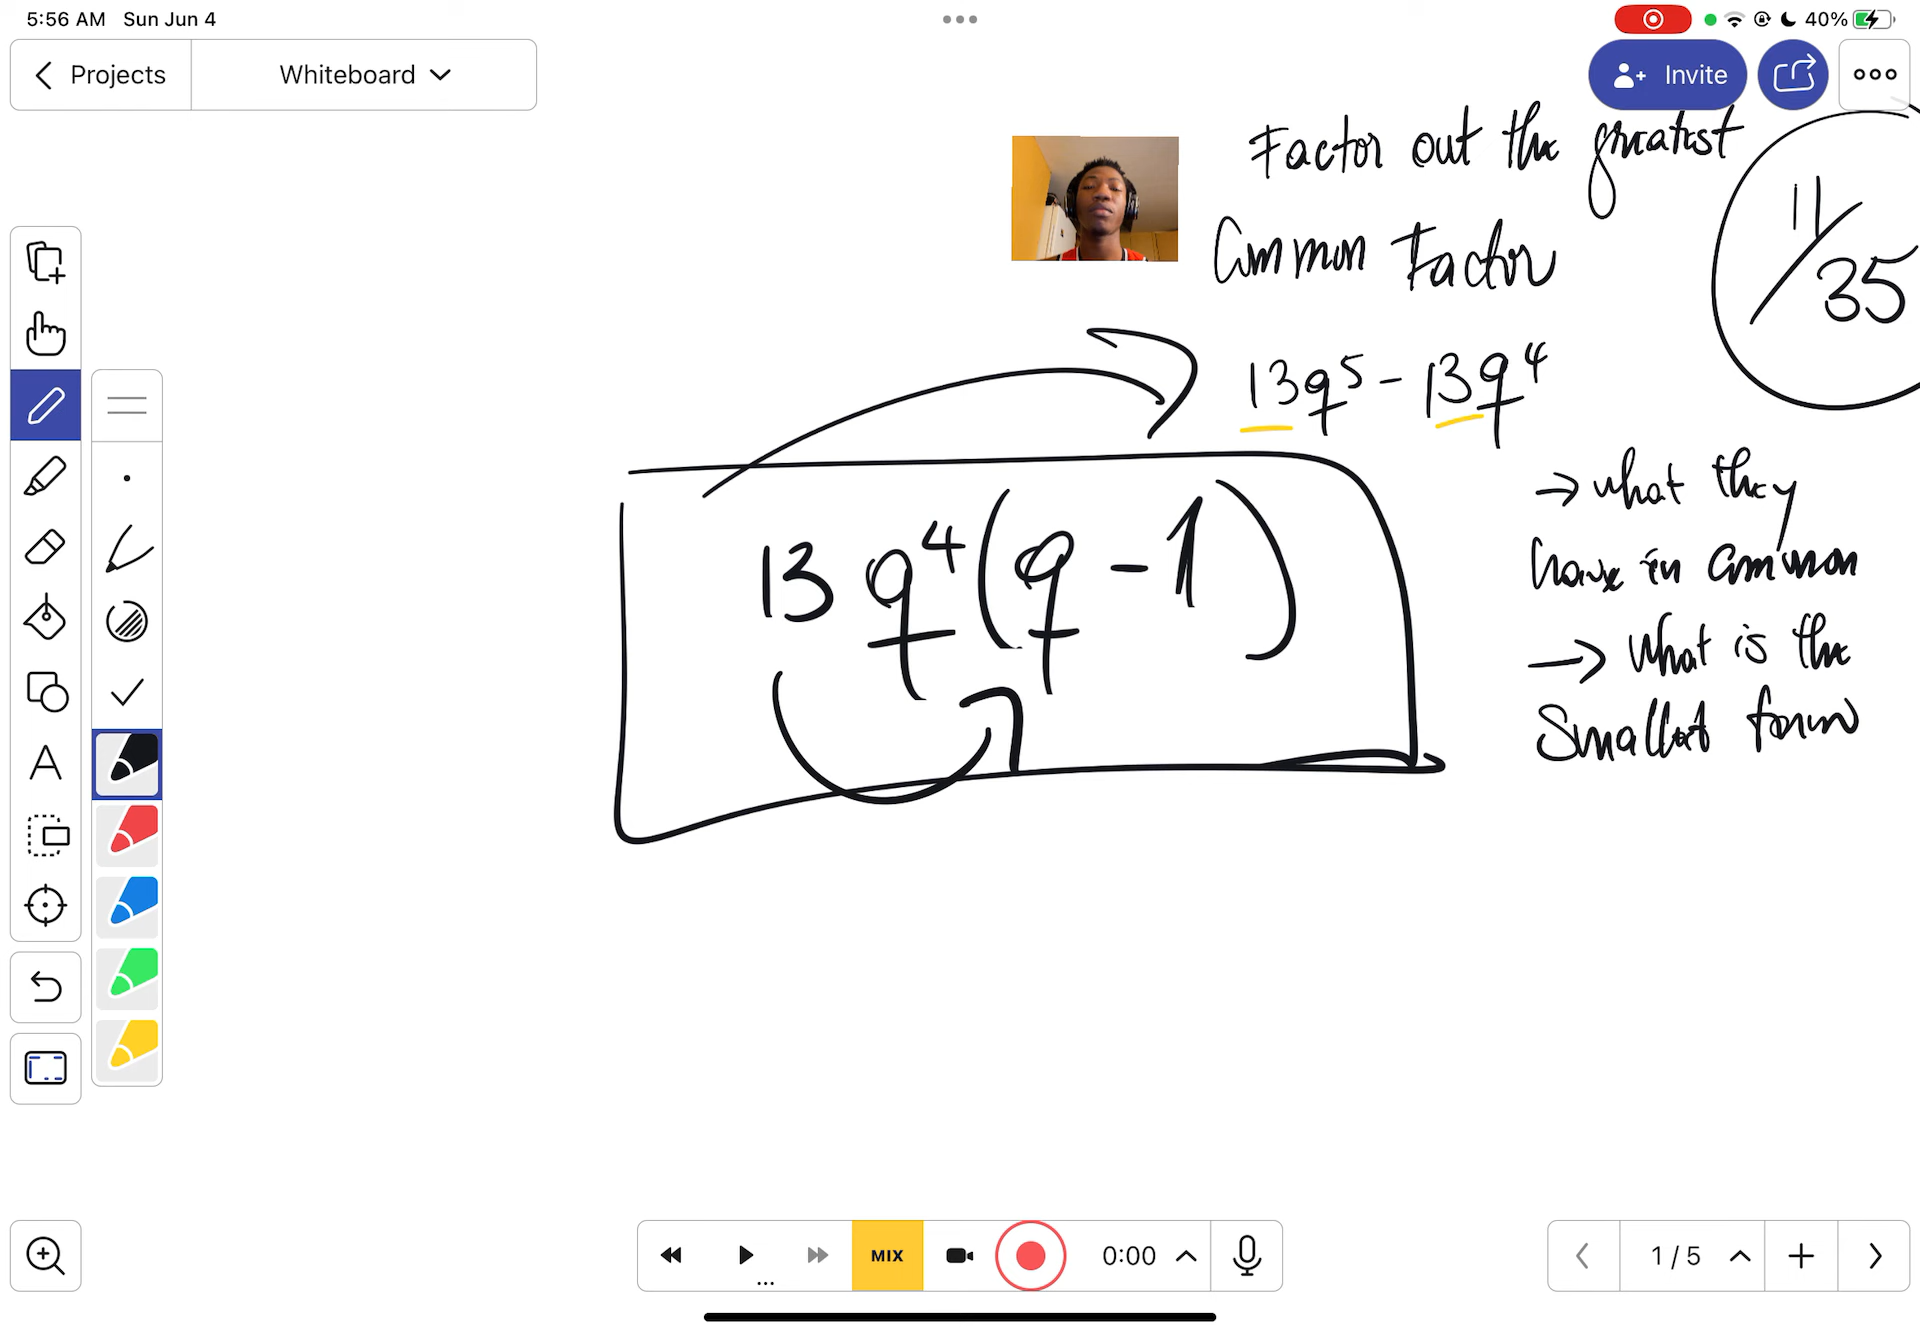 5:56 AM Sun Jun 4
40%
Projects
Whiteboard
Invite
Factor out the greatest
Common Factor
11/35
13q⁵ - 13q⁴
13q⁴(q - 1)
→ what they
have in common
→ What is the
Smallest form
A
MIX
0:00
1 / 5